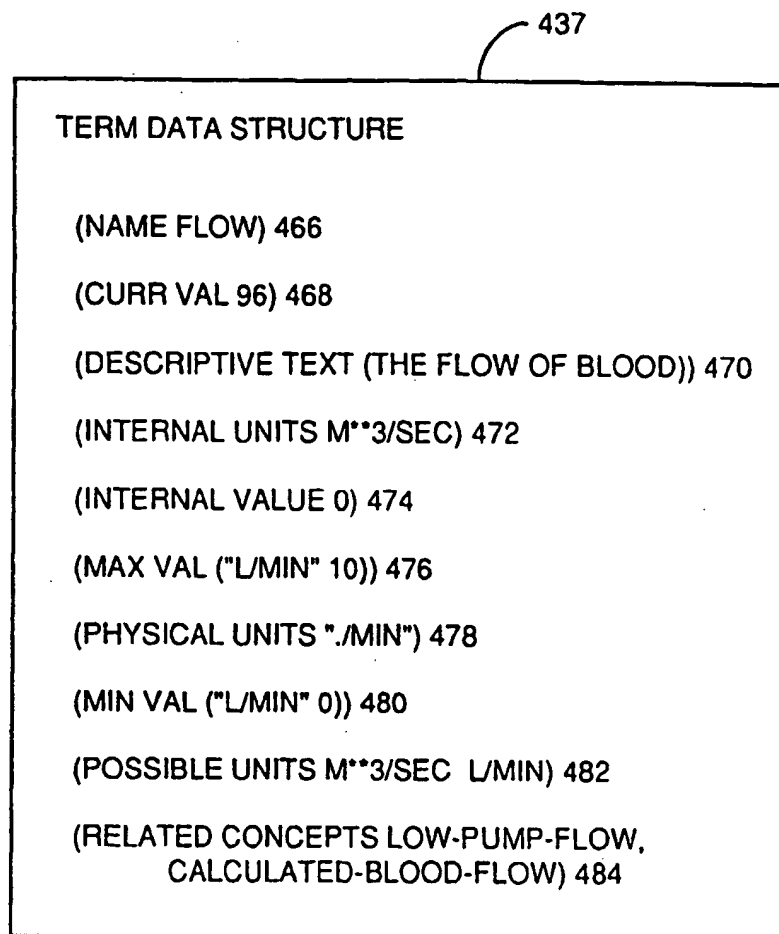 437
TERM DATA STRUCTURE
(NAME FLOW) 466
(CURR VAL 96) 468
(DESCRIPTIVE TEXT (THE FLOW OF BLOOD)) 470
(INTERNAL UNITS M**3/SEC) 472
(INTERNAL VALUE 0) 474
(MAX VAL ("L/MIN" 10)) 476
(PHYSICAL UNITS "./MIN") 478
(MIN VAL ("L/MIN" 0)) 480
(POSSIBLE UNITS M**3/SEC L/MIN) 482
(RELATED CONCEPTS LOW-PUMP-FLOW,
CALCULATED-BLOOD-FLOW) 484